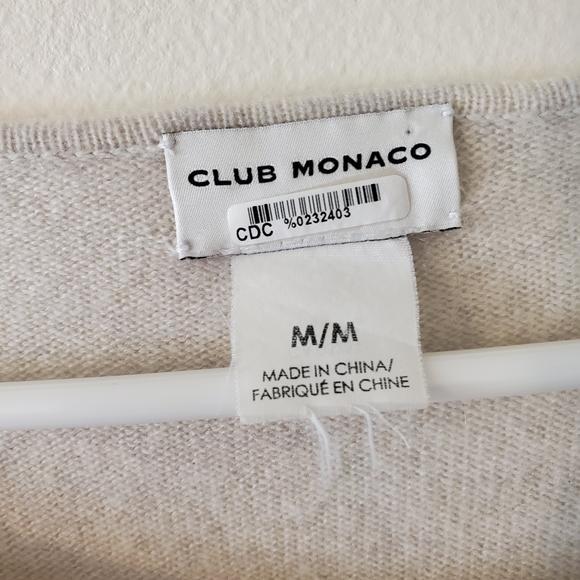 CLUB MONACO
CDC %0232403
M/M
MADE IN CHINA/
FABRIQUÉ EN CHINE